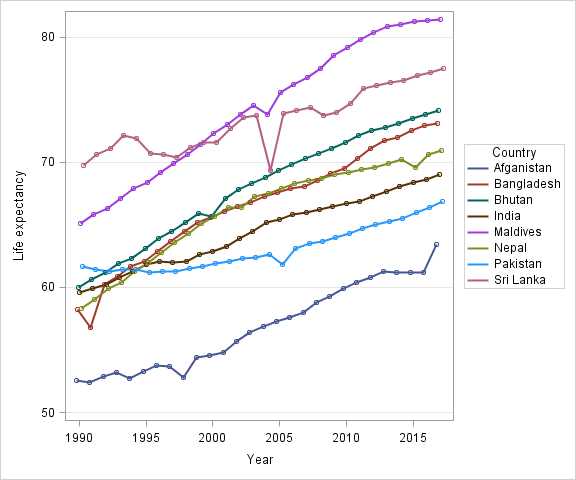 80
70
60
50
Life expectancy
1990 1995 2000 2005 2010 2015
Year
Country
Afganistan
Bangladesh
Bhutan
India
Maldives
Nepal
Pakistan
Sri Lanka